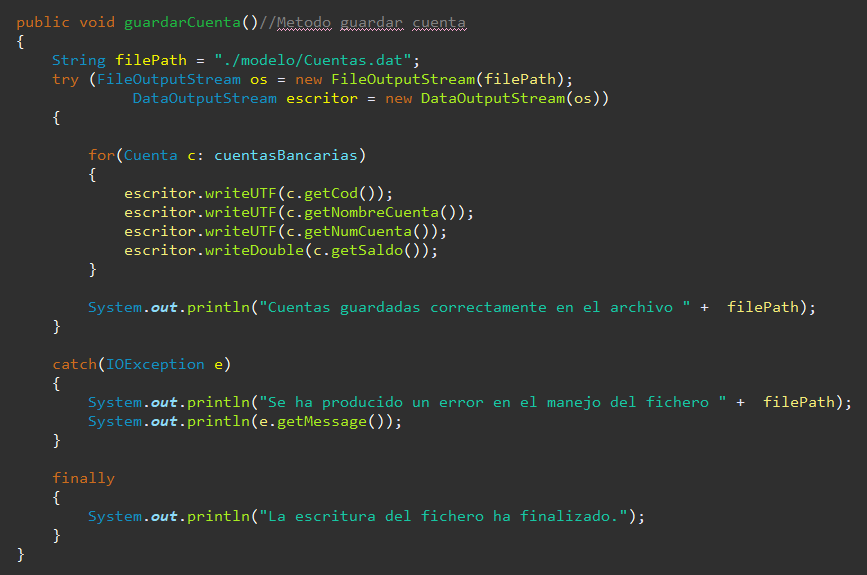 public void guardarCuenta()//Metodo guardar cuenta
{
    String filePath = "./modelo/Cuentas.dat";
    try (FileOutputStream os = new FileOutputStream(filePath);
             DataOutputStream escritor = new DataOutputStream(os))
    {

        for(Cuenta c: cuentasBancarias)
        {
            escritor.writeUTF(c.getCod());
            escritor.writeUTF(c.getNombreCuenta());
            escritor.writeUTF(c.getNumCuenta());
            escritor.writeDouble(c.getSaldo());
        }

        System.out.println("Cuentas guardadas correctamente en el archivo " +  filePath);
    }

    catch(IOException e)
    {
        System.out.println("Se ha producido un error en el manejo del fichero " +  filePath);
        System.out.println(e.getMessage());
    }

    finally
    {
        System.out.println("La escritura del fichero ha finalizado.");
    }
}